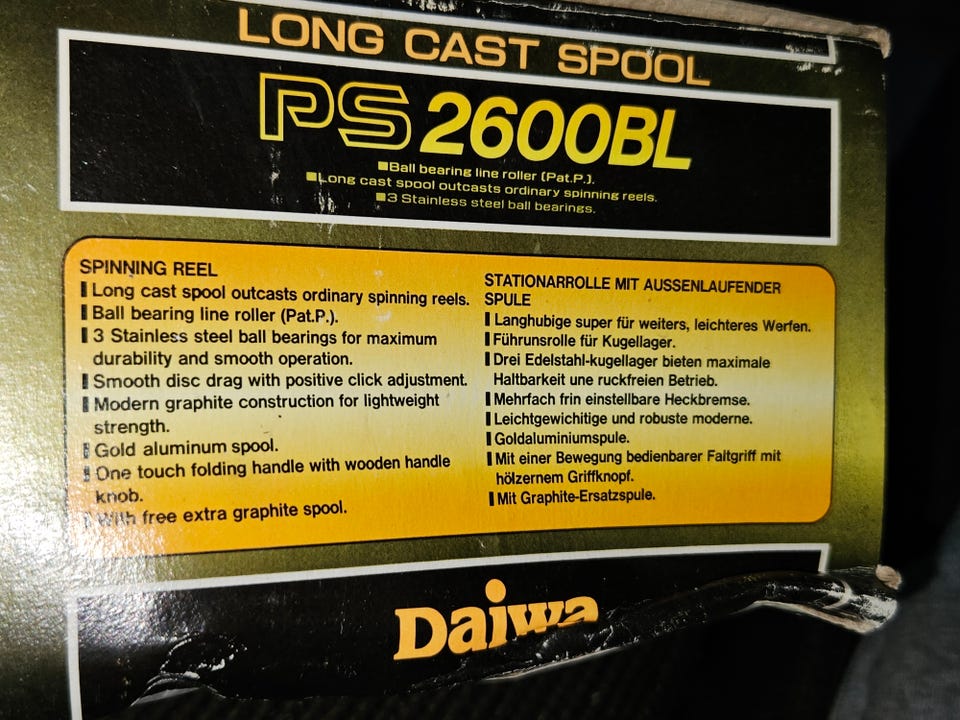 LONG CAST SPOOL
PS 2600BL
■Ball bearing line roller (Pat.P.).
■Long cast spool outcasts ordinary spinning reels.
■3 Stainless steel ball bearings.
SPINNING REEL
▌Long cast spool outcasts ordinary spinning reels.
▌Ball bearing line roller (Pat.P.).
▌3 Stainless steel ball bearings for maximum
durability and smooth operation.
▌Smooth disc drag with positive click adjustment.
▌Modern graphite construction for lightweight
strength.
▌Gold aluminum spool.
▌One touch folding handle with wooden handle
knob.
▌With free extra graphite spool.
STATIONARROLLE MIT AUSSENLAUFENDER
SPULE
▌Langhubige super für weiters, leichteres Werfen.
▌Führunsrolle für Kugellager.
▌Drei Edelstahl-kugellager bieten maximale
Haltbarkeit une ruckfreien Betrieb.
▌Mehrfach frin einstellbare Heckbremse.
▌Leichtgewichitige und robuste moderne.
▌Goldaluminiumspule.
▌Mit einer Bewegung bedienbarer Faltgriff mit
hölzernem Griffknopf.
▌Mit Graphite-Ersatzspule.
Daiwa